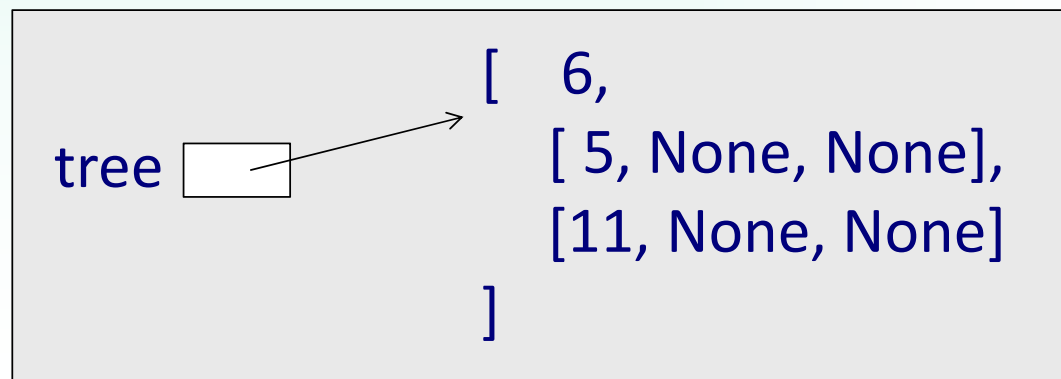 [ 6,
tree
[ 5, None, None],
[11, None, None]
]